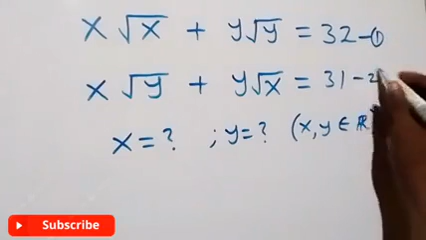 x √x + y√y = 32 – ①
x √y + y√x = 31 – 2
x = ? ; y = ? (x, y ∈ ℝ
Subscribe